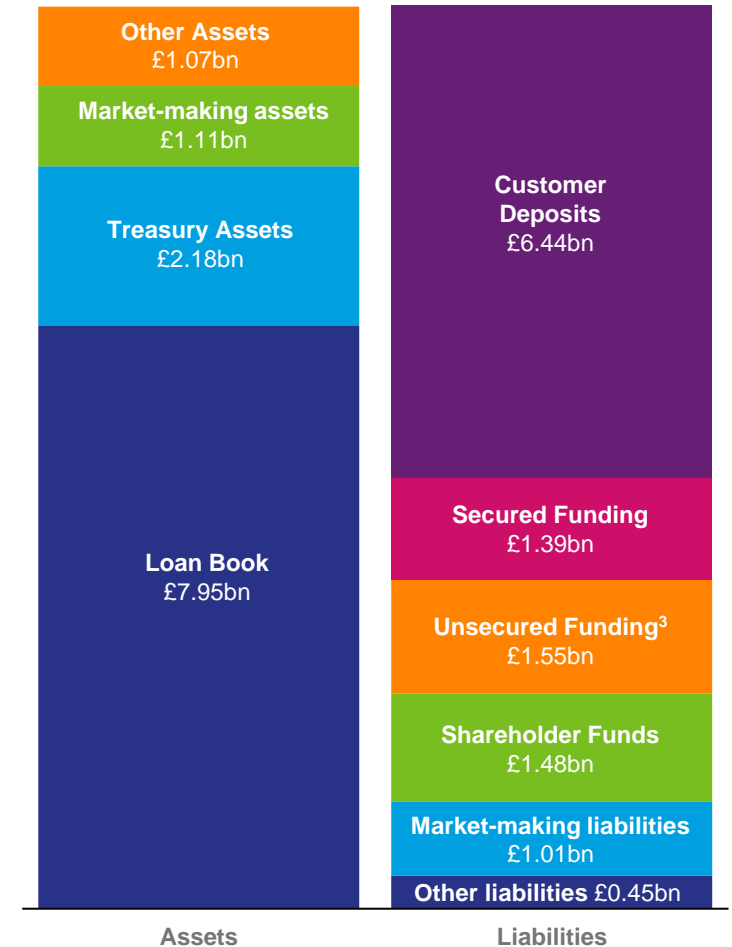 Other Assets
£1.07bn
Market-making assets
£1.11bn
Treasury Assets
£2.18bn
Loan Book
£7.95bn
Assets
Customer
Deposits
£6.44bn
Secured Funding
£1.39bn
Unsecured Funding³
£1.55bn
Shareholder Funds
£1.48bn
Market-making liabilities
£1.01bn
Other liabilities £0.45bn
Liabilities